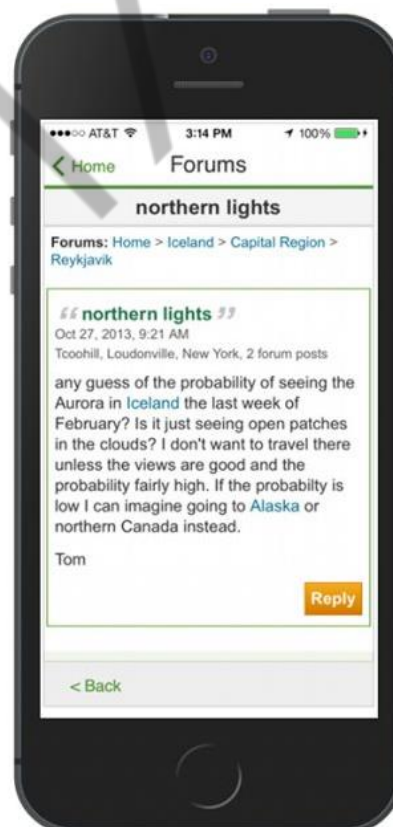 AT&T 3:14 PM 100%
Home Forums
northern lights
Forums: Home > Iceland > Capital Region >
Reykjavik
“ northern lights ”
Oct 27, 2013, 9:21 AM
Tcoohill, Loudonville, New York, 2 forum posts
any guess of the probability of seeing the
Aurora in Iceland the last week of
February? Is it just seeing open patches
in the clouds? I don't want to travel there
unless the views are good and the
probability fairly high. If the probabilty is
low I can imagine going to Alaska or
northern Canada instead.
Tom
Reply
< Back